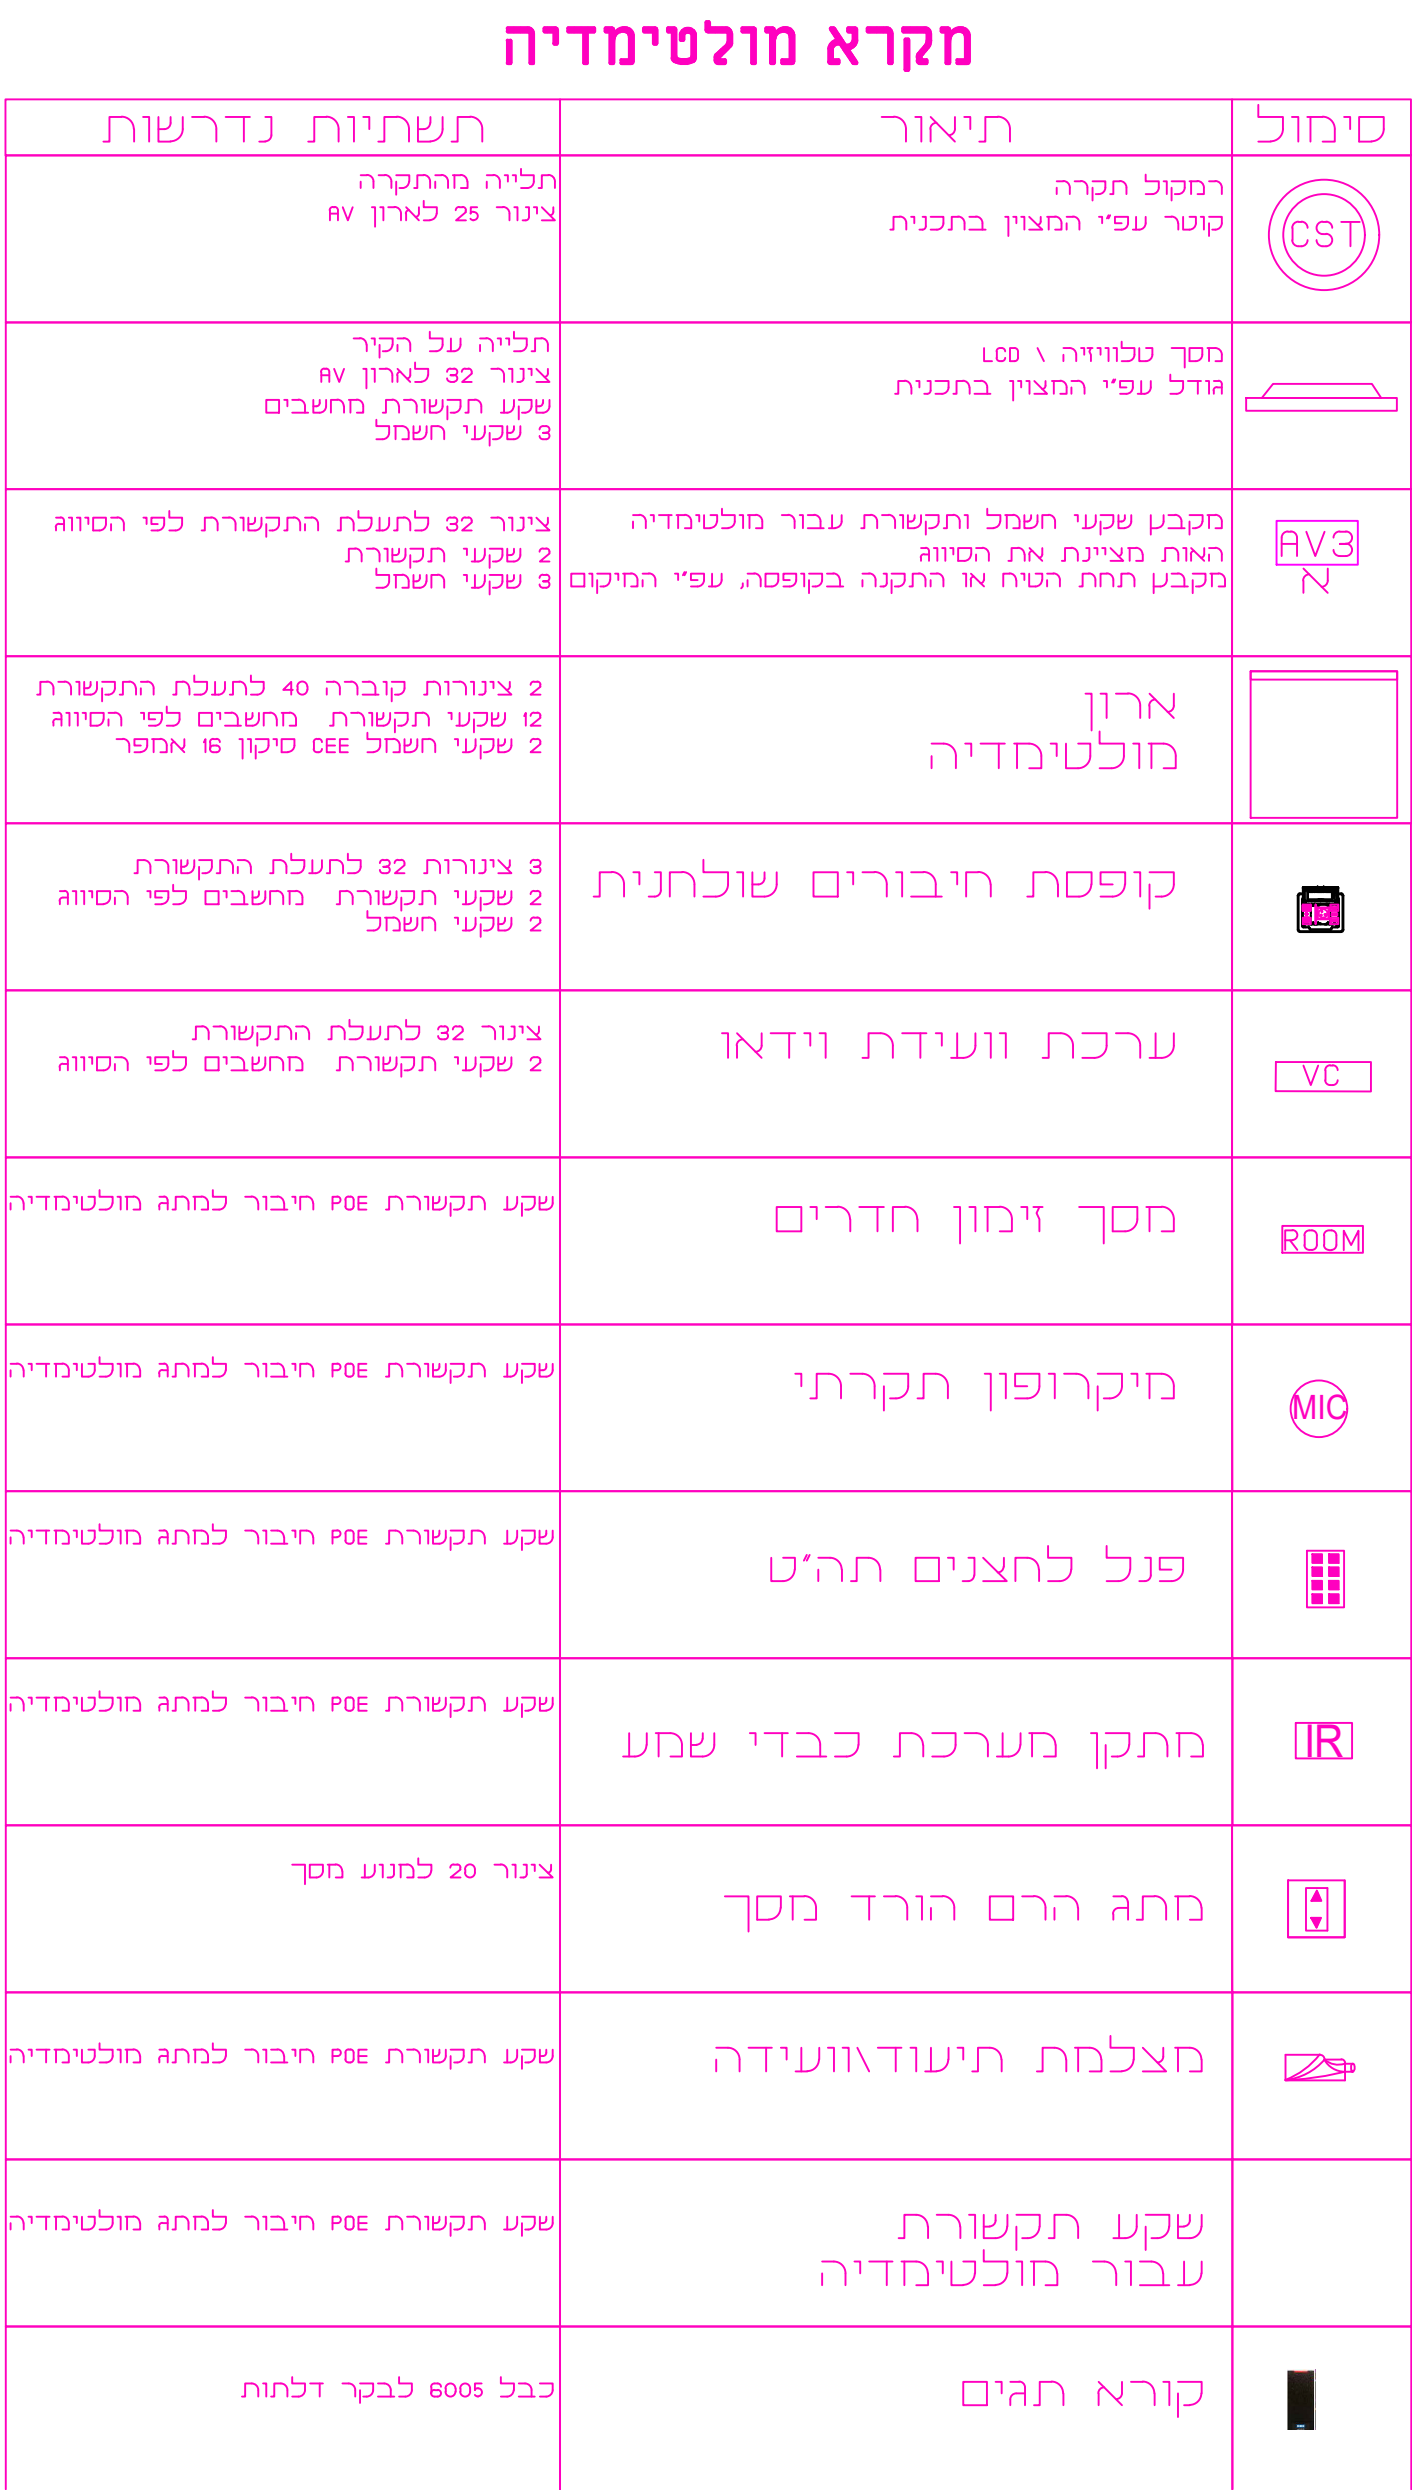 מקרא מולטימדיה
סימול
תיאור
תשתיות נדרשות
CST
רמקול תקרה
קוטר עפ"י המצוין בתכנית
תלייה מהתקרה
צינור 25 לארון AV
מסך טלוויזיה \ LCD
גודל עפ"י המצוין בתכנית
תלייה על הקיר
צינור 32 לארון AV
שקע תקשורת מחשבים
3 שקעי חשמל
AV3
א
מקבץ שקעי חשמל ותקשורת עבור מולטימדיה
האות מציינת את הסיווג
מקבץ תחת הטיח או התקנה בקופסה, עפ"י המיקום
צינור 32 לתעלת התקשורת לפי הסיווג
2 שקעי תקשורת
3 שקעי חשמל
ארון
מולטימדיה
2 צינורות קוברה 40 לתעלת התקשורת
12 שקעי תקשורת מחשבים לפי הסיווג
2 שקעי חשמל CEE סיקון 16 אמפר
קופסת חיבורים שולחנית
3 צינורות 32 לתעלת התקשורת
2 שקעי תקשורת מחשבים לפי הסיווג
2 שקעי חשמל
VC
ערכת וועידת וידאו
צינור 32 לתעלת התקשורת
2 שקעי תקשורת מחשבים לפי הסיווג
ROOM
מסך זימון חדרים
שקע תקשורת POE חיבור למתג מולטימדיה
MIC
מיקרופון תקרתי
שקע תקשורת POE חיבור למתג מולטימדיה
פנל לחצנים תה"ט
שקע תקשורת POE חיבור למתג מולטימדיה
IR
מתקן מערכת כבדי שמע
שקע תקשורת POE חיבור למתג מולטימדיה
מתג הרם הורד מסך
צינור 20 למנוע מסך
מצלמת תיעוד\וועידה
שקע תקשורת POE חיבור למתג מולטימדיה
שקע תקשורת
עבור מולטימדיה
שקע תקשורת POE חיבור למתג מולטימדיה
קורא תגים
כבל 6005 לבקר דלתות